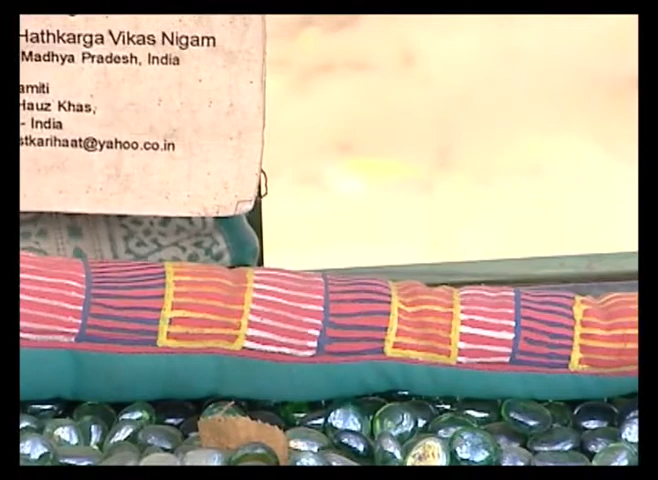 Hathkarga Vikas Nigam
Madhya Pradesh, India
amiti
Hauz Khas,
- India
stkarihaat@yahoo.co.in